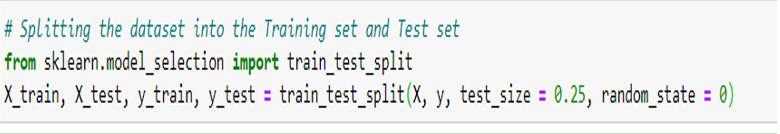 # Splitting the dataset into the Training set and Test set
from sklearn.model_selection import train_test_split
X_train, X_test, y_train, y_test = train_test_split(X, y, test_size = 0.25, random_state = 0)